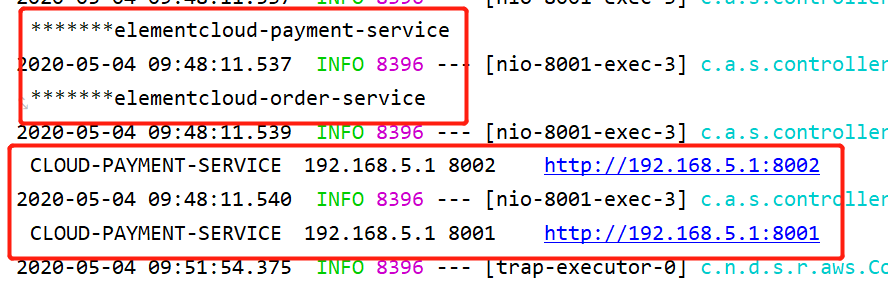 2020-05-04 09:48:11.537 INFO 8396 --- [nio-8001-exec-3] c.a.s.controller
*******elementcloud-payment-service
2020-05-04 09:48:11.537 INFO 8396 --- [nio-8001-exec-3] c.a.s.controller
*******elementcloud-order-service
2020-05-04 09:48:11.539 INFO 8396 --- [nio-8001-exec-3] c.a.s.controller
CLOUD-PAYMENT-SERVICE 192.168.5.1 8002 http://192.168.5.1:8002
2020-05-04 09:48:11.540 INFO 8396 --- [nio-8001-exec-3] c.a.s.controller
CLOUD-PAYMENT-SERVICE 192.168.5.1 8001 http://192.168.5.1:8001
2020-05-04 09:51:54.375 INFO 8396 --- [trap-executor-0] c.n.d.s.r.aws.Co